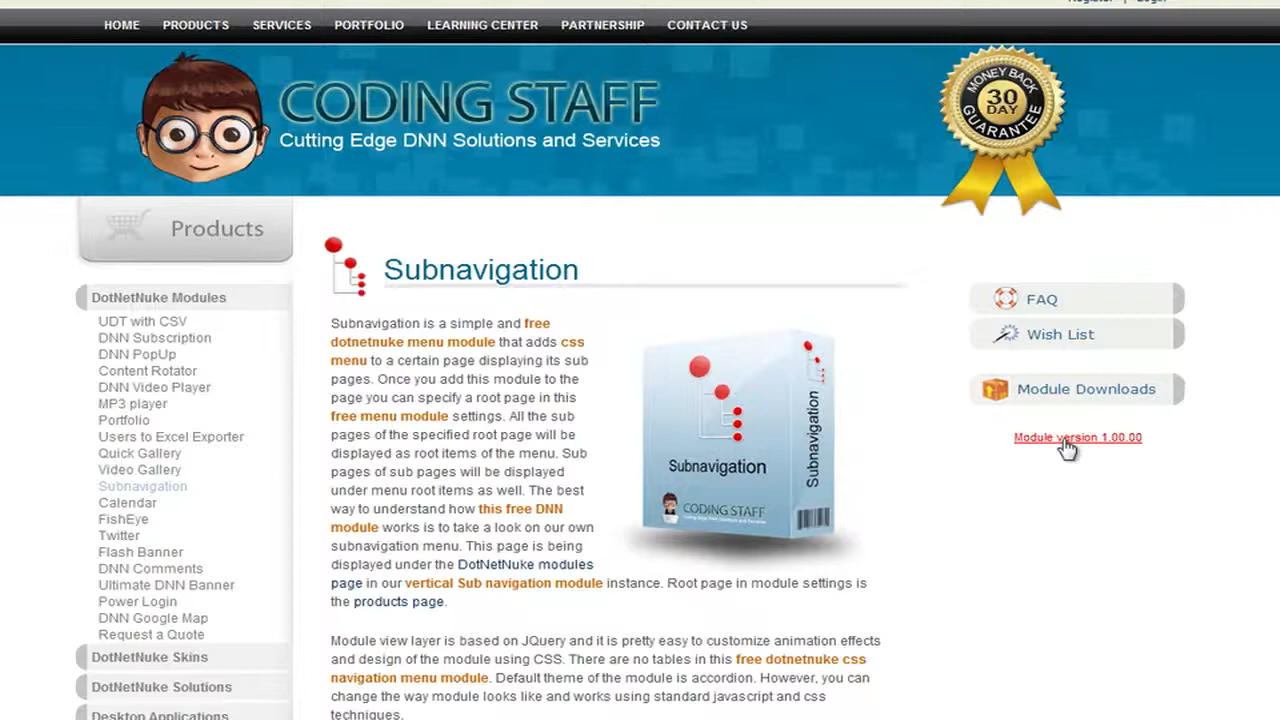 Register | Login
HOME PRODUCTS SERVICES PORTFOLIO LEARNING CENTER PARTNERSHIP CONTACT US
CODING STAFF
Cutting Edge DNN Solutions and Services
MONEY BACK
30
DAY
GUARANTEE
Products
DotNetNuke Modules
UDT with CSV
DNN Subscription
DNN PopUp
Content Rotator
DNN Video Player
MP3 player
Portfolio
Users to Excel Exporter
Quick Gallery
Video Gallery
Subnavigation
Calendar
FishEye
Twitter
Flash Banner
DNN Comments
Ultimate DNN Banner
Power Login
DNN Google Map
Request a Quote
DotNetNuke Skins
DotNetNuke Solutions
Desktop Applications
Subnavigation
Subnavigation is a simple and free
dotnetnuke menu module that adds css
menu to a certain page displaying its sub
pages. Once you add this module to the
page you can specify a root page in this
free menu module settings. All the sub
pages of the specified root page will be
displayed as root items of the menu. Sub
pages of sub pages will be displayed
under menu root items as well. The best
way to understand how this free DNN
module works is to take a look on our own
subnavigation menu. This page is being
displayed under the DotNetNuke modules
page in our vertical Sub navigation module instance. Root page in module settings is
the products page.
Module view layer is based on JQuery and it is pretty easy to customize animation effects
and design of the module using CSS. There are no tables in this free dotnetnuke css
navigation menu module. Default theme of the module is accordion. However, you can
change the way module looks like and works using standard javascript and css
techniques.
Subnavigation
Subnavigation
CODING STAFF
Cutting Edge DNN Solutions and Services
FAQ
Wish List
Module Downloads
Module version 1.00.00